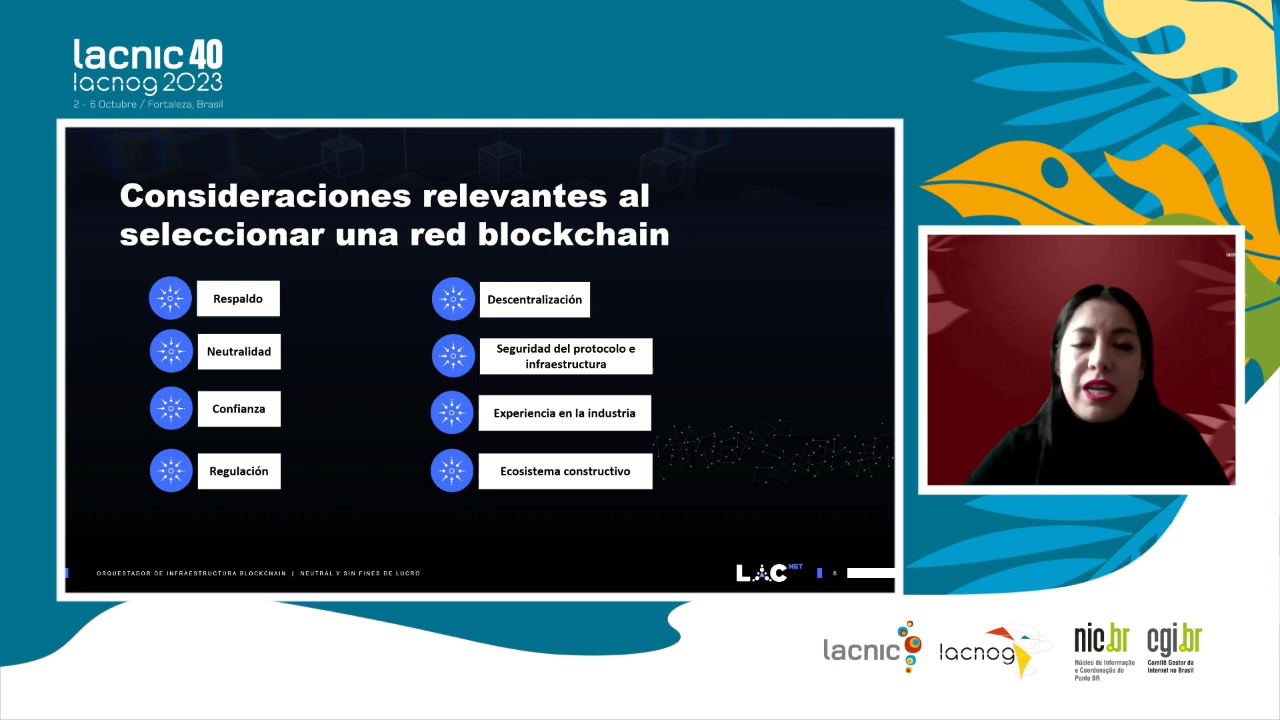 lacnic 40
lacnog 2023
2 - 6 Octubre / Fortaleza, Brasil
Consideraciones relevantes al
seleccionar una red blockchain
Respaldo
Neutralidad
Confianza
Regulación
Descentralización
Seguridad del protocolo e
infraestructura
Experiencia en la industria
Ecosistema constructivo
ORQUESTADOR DE INFRAESTRUCTURA BLOCKCHAIN | NEUTRAL Y SIN FINES DE LUCRO
LAC NET
lacnic
lacnog
nic.br
Núcleo de Informação
e Coordenação do
Ponto BR
cgi.br
Comitê Gestor da
Internet no Brasil